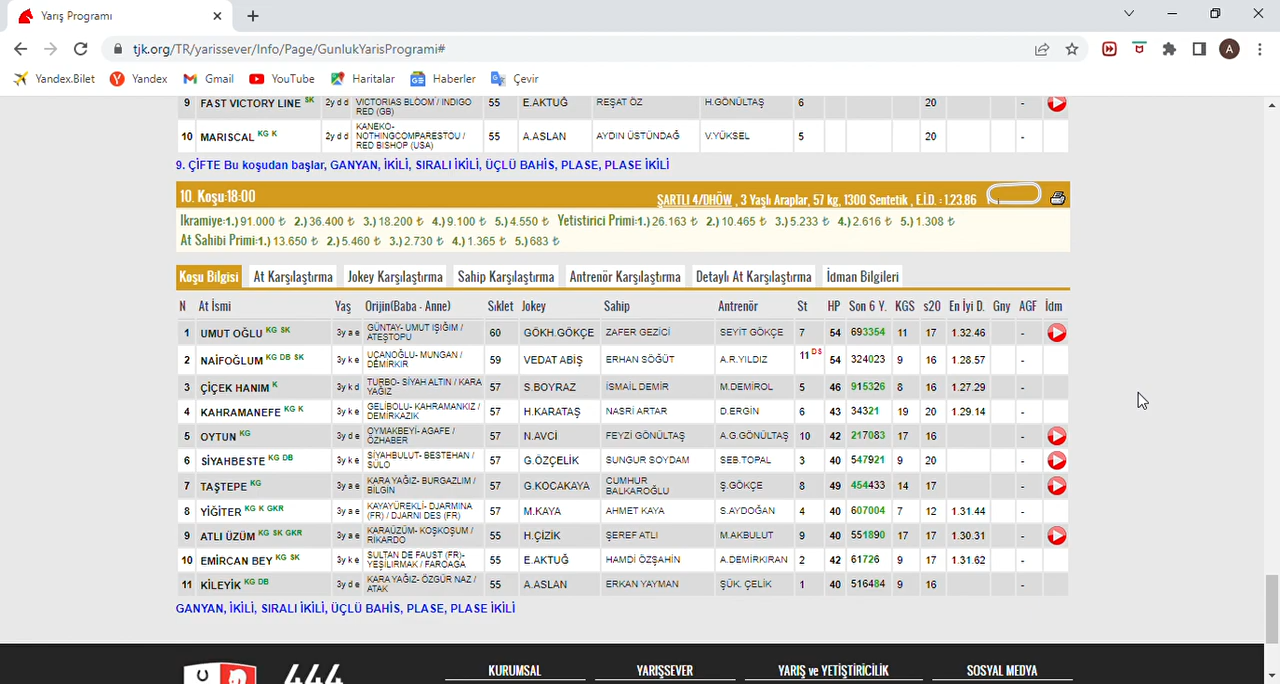 Yarış Programı
tjk.org/TR/yarissever/Info/Page/GunlukYarisProgrami#
A
Yandex.Bilet Yandex Gmail YouTube Haritalar Haberler Çevir
9 FAST VICTORY LINE SK 2y d d VICTORIAS BLOOM / INDIGO RED (GB) 55 E.AKTUĞ REŞAT ÖZ H.GÖNÜLTAŞ 6 20 -
10 MARISCAL KG K 2y d d KANEKO- NOTHINGCOMPARESTOU / RED BISHOP (USA) 55 A.ASLAN AYDIN ÜSTÜNDAĞ V.YÜKSEL 5 20 -
9. ÇİFTE Bu koşudan başlar, GANYAN, İKİLİ, SIRALI İKİLİ, ÜÇLÜ BAHİS, PLASE, PLASE İKİLİ
10. Koşu:18:00 ŞARTLI 4/DHÖW , 3 Yaşlı Araplar, 57 kg, 1300 Sentetik , E.İ.D. : 1.23.86
Ikramiye:1.) 91.000 ₺ 2.) 36.400 ₺ 3.) 18.200 ₺ 4.) 9.100 ₺ 5.) 4.550 ₺ Yetistirici Primi:1.) 26.163 ₺ 2.) 10.465 ₺ 3.) 5.233 ₺ 4.) 2.616 ₺ 5.) 1.308 ₺
At Sahibi Primi:1.) 13.650 ₺ 2.) 5.460 ₺ 3.) 2.730 ₺ 4.) 1.365 ₺ 5.) 683 ₺
Koşu Bilgisi At Karşılaştırma Jokey Karşılaştırma Sahip Karşılaştırma Antrenör Karşılaştırma Detaylı At Karşılaştırma İdman Bilgileri
N At İsmi Yaş Orijin(Baba - Anne) Sıklet Jokey Sahip Antrenör St HP Son 6 Y. KGS s20 En İyi D. Gny AGF İdm
1 UMUT OĞLU KG SK 3y a e GÜNTAY- UMUT IŞIĞIM / ATEŞTOPU 60 GÖKH.GÖKÇE ZAFER GEZİCİ SEYİT GÖKÇE 7 54 693354 11 17 1.32.46 -
2 NAİFOĞLUM KG DB SK 3y k e UÇANOĞLU- MUNGAN / DEMİRKIR 59 VEDAT ABİŞ ERHAN SÖĞÜT A.R.YILDIZ 11 DS 54 324023 9 16 1.28.57 -
3 ÇİÇEK HANIM K 3y k d TURBO- SİYAH ALTIN / KARA YAĞIZ 57 S.BOYRAZ İSMAİL DEMİR M.DEMİROL 5 46 915326 8 16 1.27.29 -
4 KAHRAMANEFE KG K 3y k e GELİBOLU- KAHRAMANKIZ / DEMİRKAZIK 57 H.KARATAŞ NASRİ ARTAR D.ERGİN 6 43 34321 19 20 1.29.14 -
5 OYTUN KG 3y d e OYMAKBEYİ- AGAFE / ÖZHABER 57 N.AVCİ FEYZİ GÖNÜLTAŞ A.G.GÖNÜLTAŞ 10 42 217083 17 16 -
6 SİYAHBESTE KG DB 3y k e SİYAHBULUT- BESTEHAN / SÜLO 57 G.ÖZÇELİK SUNGUR SOYDAM SEB.TOPAL 3 40 547921 9 20 -
7 TAŞTEPE KG 3y a e KARA YAĞIZ- BURGAZLIM / BİLGİN 57 G.KOCAKAYA CUMHUR BALKAROĞLU Ş.GÖKÇE 8 49 454433 14 17 -
8 YİĞİTER KG K GKR 3y a e KAYAYÜREKLİ- DJARMINA (FR) / DJARNI DES (FR) 57 M.KAYA AHMET KAYA S.AYDOĞAN 4 40 607004 7 12 1.31.44 -
9 ATLI ÜZÜM KG SK GKR 3y a e KARAÜZÜM- KOŞKOŞUM / RİKARDO 55 H.ÇİZİK ŞEREF ATLI M.AKBULUT 9 40 551890 17 17 1.30.31 -
10 EMİRCAN BEY KG SK 3y k e SULTAN DE FAUST (FR)- YEŞİLIRMAK / FAROAGA 55 E.AKTUĞ HAMDİ ÖZŞAHİN A.DEMİRKIRAN 2 42 61726 9 17 1.31.62 -
11 KİLEYİK KG DB 3y d e KARA YAĞIZ- ÖZGÜR NAZ / ATAK 55 A.ASLAN ERKAN YAYMAN ŞÜK. ÇELİK 1 40 516484 9 16 -
GANYAN, İKİLİ, SIRALI İKİLİ, ÜÇLÜ BAHİS, PLASE, PLASE İKİLİ
444 KURUMSAL YARIŞSEVER YARIŞ ve YETİŞTİRİCİLİK SOSYAL MEDYA